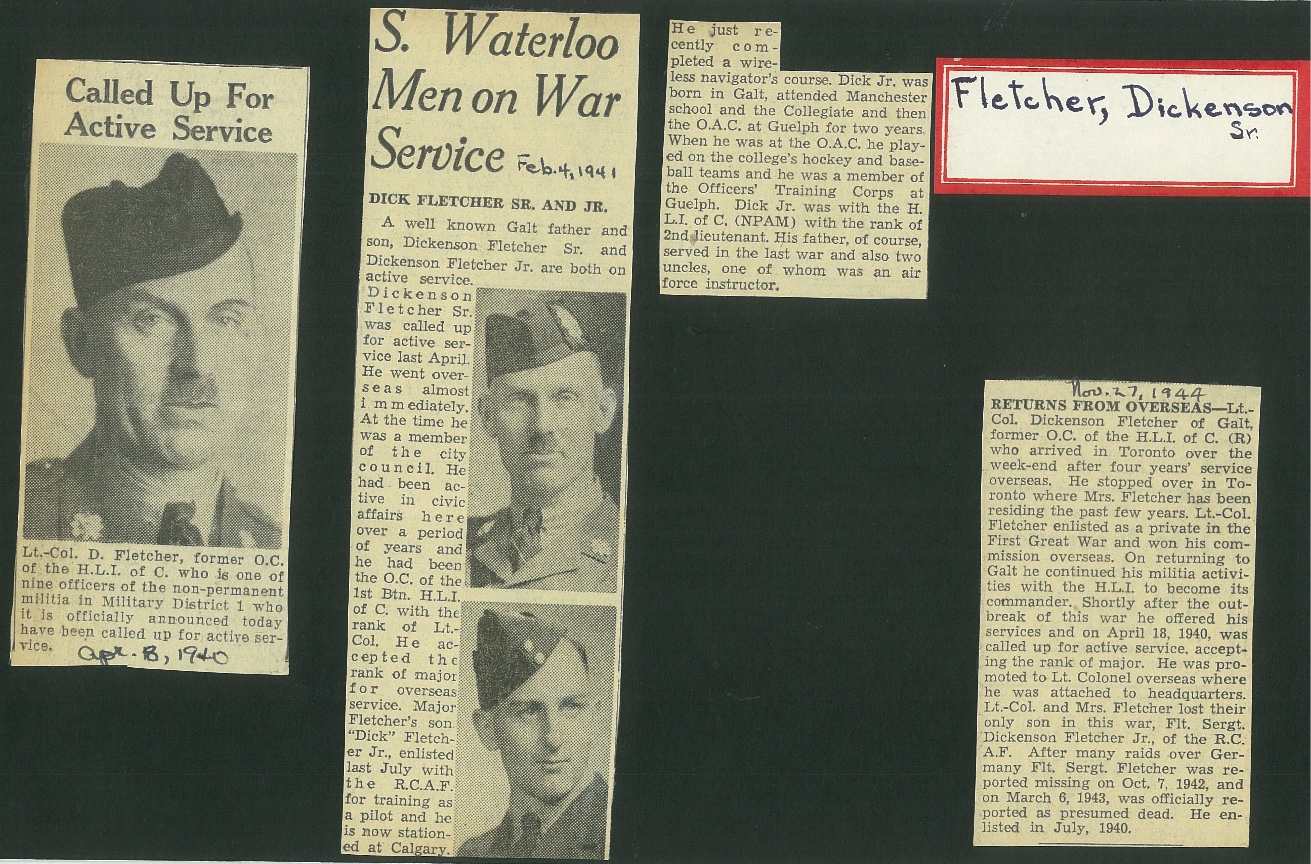 Called Up For
Active Service
Lt.-Col. D. Fletcher, former O.C.
of the H.L.I. of C. who is one of
nine officers of the non-permanent
militia in Military District 1 who
it is officially announced today
have been called up for active ser-
vice.
Apr. 18, 1940
S. Waterloo
Men on War
Service
Feb. 4, 1941
DICK FLETCHER SR. AND JR.
A well known Galt father and
son, Dickenson Fletcher Sr. and
Dickenson Fletcher Jr. are both on
active service.
Dickenson
Fletcher Sr.
was called up
for active ser-
vice last April.
He went over-
seas almost
immediately.
At the time he
was a member
of the city
council. He
had been ac-
tive in civic
affairs here
over a period
of years and
he had been
the O.C. of the
1st Btn. H.L.I.
of C. with the
rank of Lt.-
Col. He ac-
cepted the
rank of major
for overseas
service. Major
Fletcher's son
"Dick" Fletch-
er Jr., enlisted
last July with
the R.C.A.F.
for training as
a pilot and he
is now station-
ed at Calgary.
He just re-
cently com-
pleted a wire-
less navigator's course. Dick Jr. was
born in Galt, attended Manchester
school and the Collegiate and then
the O.A.C. at Guelph for two years.
When he was at the O.A.C. he play-
ed on the college's hockey and base-
ball teams and he was a member of
the Officers' Training Corps at
Guelph. Dick Jr. was with the H.
L.I. of C. (NPAM) with the rank of
2nd lieutenant. His father, of course,
served in the last war and also two
uncles, one of whom was an air
force instructor.
Fletcher, Dickenson
Sr.
Nov. 27, 1944
RETURNS FROM OVERSEAS—Lt.-
Col. Dickenson Fletcher of Galt,
former O.C. of the H.L.I. of C. (R)
who arrived in Toronto over the
week-end after four years' service
overseas. He stopped over in To-
ronto where Mrs. Fletcher has been
residing the past few years. Lt.-Col.
Fletcher enlisted as a private in the
First Great War and won his com-
mission overseas. On returning to
Galt he continued his militia activi-
ties with the H.L.I. to become its
commander. Shortly after the out-
break of this war he offered his
services and on April 18, 1940, was
called up for active service, accept-
ing the rank of major. He was pro-
moted to Lt. Colonel overseas where
he was attached to headquarters.
Lt.-Col. and Mrs. Fletcher lost their
only son in this war, Flt. Sergt.
Dickenson Fletcher Jr., of the R.C.
A.F. After many raids over Ger-
many Flt. Sergt. Fletcher was re-
ported missing on Oct. 7, 1942, and
on March 6, 1943, was officially re-
ported as presumed dead. He en-
listed in July, 1940.